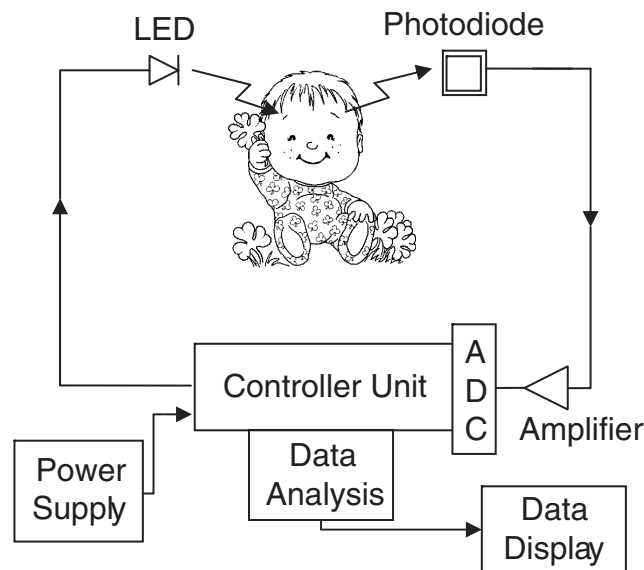 LED
Photodiode
Controller Unit
A
D
C
Amplifier
Power
Supply
Data
Analysis
Data
Display